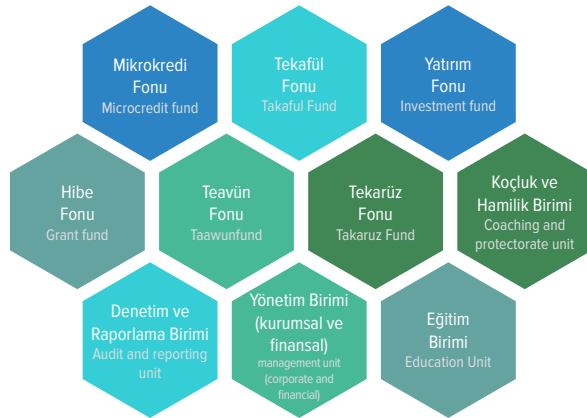 Mikrokredi
Fonu
Microcredit fund
Tekafül
Fonu
Takaful Fund
Yatırım
Fonu
Investment fund
Hibe
Fonu
Grant fund
Teavün
Fonu
Taawunfund
Tekarüz
Fonu
Takaruz Fund
Koçluk ve
Hamilik Birimi
Coaching and
protectorate unit
Denetim ve
Raporlama Birimi
Audit and reporting
unit
Yönetim Birimi
(kurumsal ve
finansal)
management unit
(corporate and
financial)
Eğitim
Birimi
Education Unit